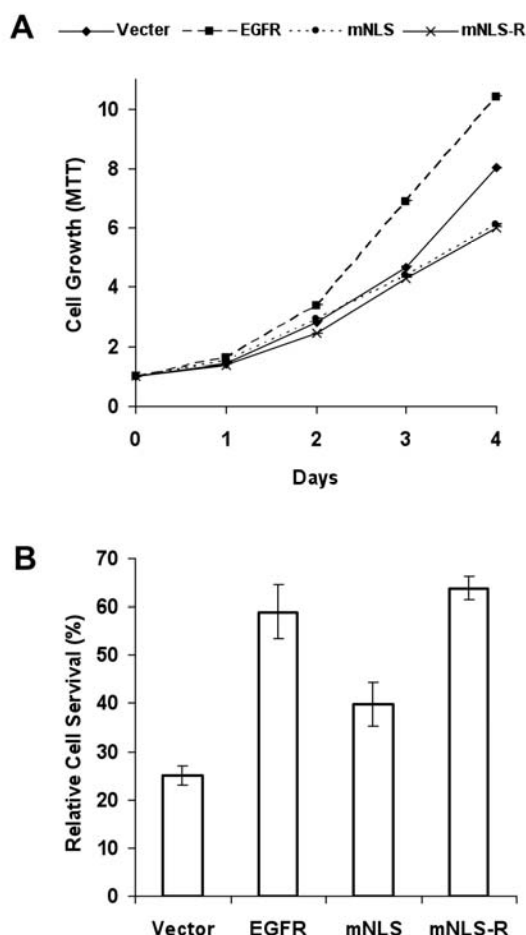 A
Vecter EGFR mNLS mNLS-R
10
8
6
4
2
0
Cell Growth (MTT)
0 1 2 3 4
Days
B
70
60
50
40
30
20
10
0
Relative Cell Servival (%)
Vector EGFR mNLS mNLS-R